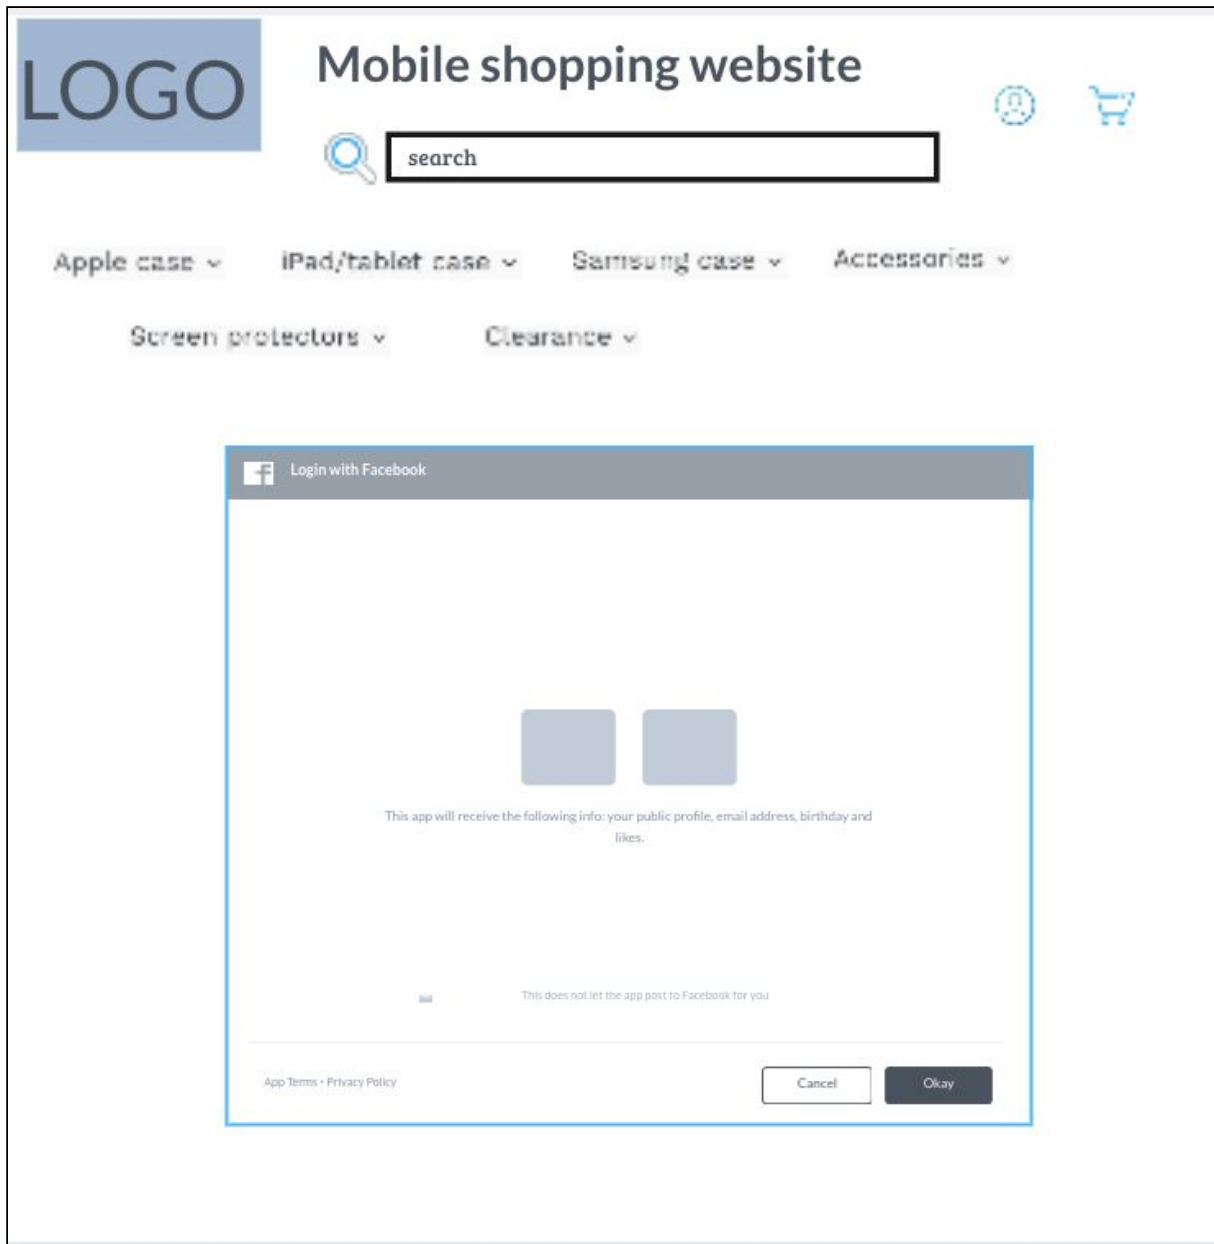 LOGO
Mobile shopping website
search
Apple case
iPad/tablet case
Samsung case
Accessories
Screen protectors
Clearance
f
Login with Facebook
This app will receive the following info: your public profile, email address, birthday and
likes.
This does not let the app post to Facebook for you
App Terms • Privacy Policy
Cancel
Okay